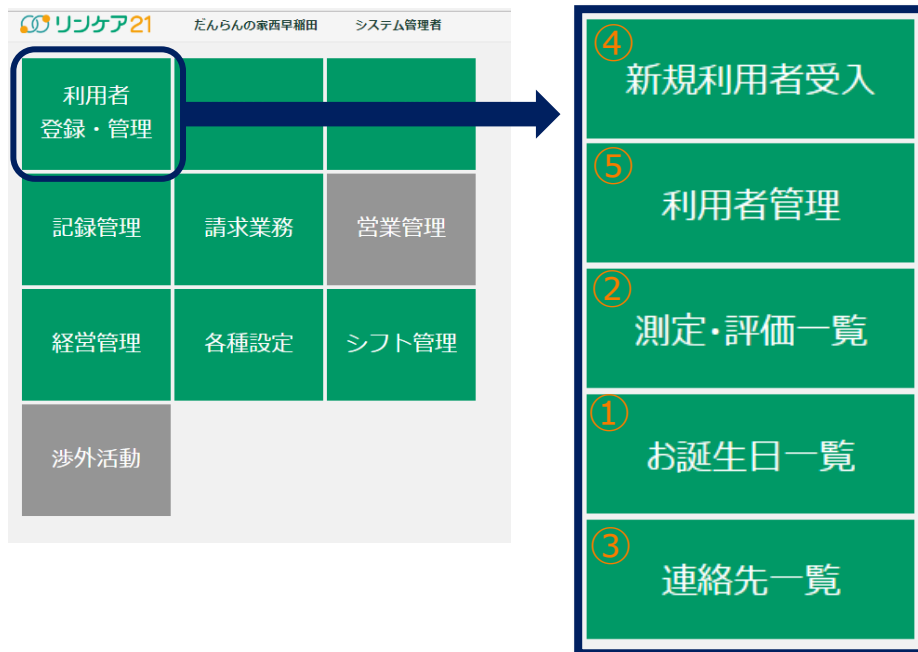 リンケア21 だんらんの家西早稲田 システム管理者
利用者
登録・管理
記録管理 請求業務 営業管理
経営管理 各種設定 シフト管理
渉外活動
④
新規利用者受入
⑤
利用者管理
②
測定・評価一覧
①
お誕生日一覧
③
連絡先一覧